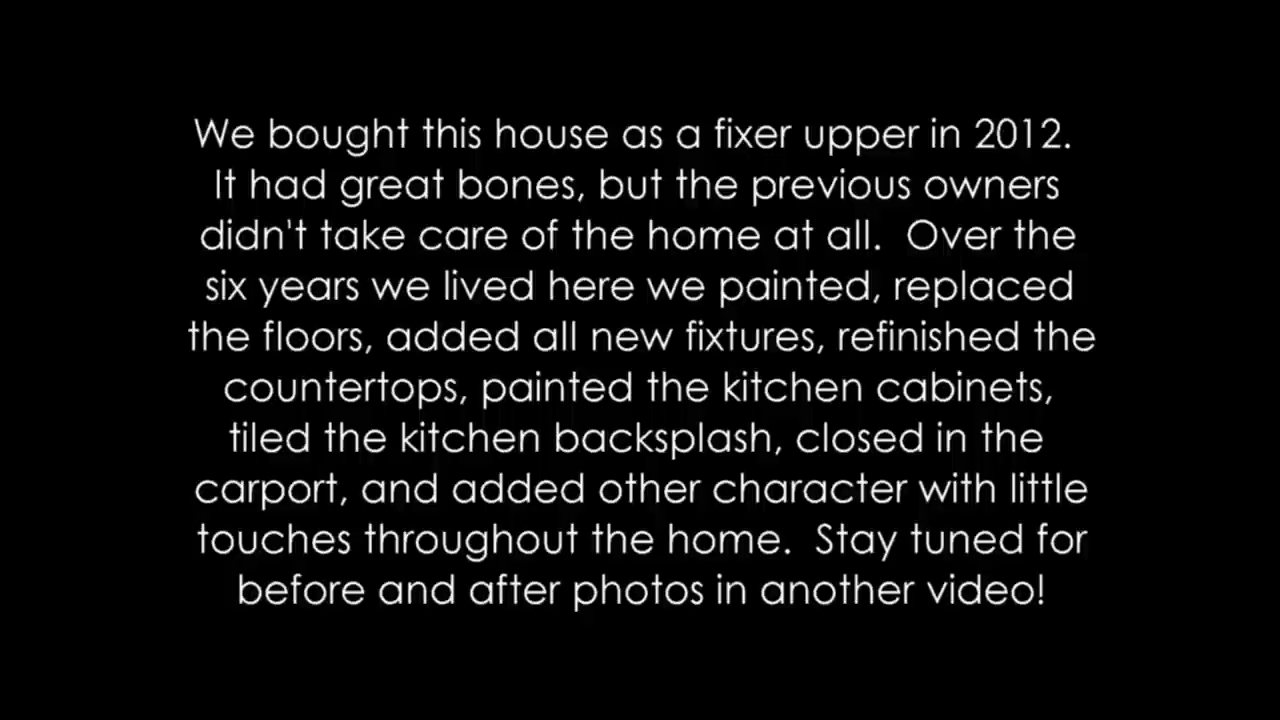 We bought this house as a fixer upper in 2012.
It had great bones, but the previous owners
didn't take care of the home at all.  Over the
six years we lived here we painted, replaced
the floors, added all new fixtures, refinished the
countertops, painted the kitchen cabinets,
tiled the kitchen backsplash, closed in the
carport, and added other character with little
touches throughout the home.  Stay tuned for
before and after photos in another video!